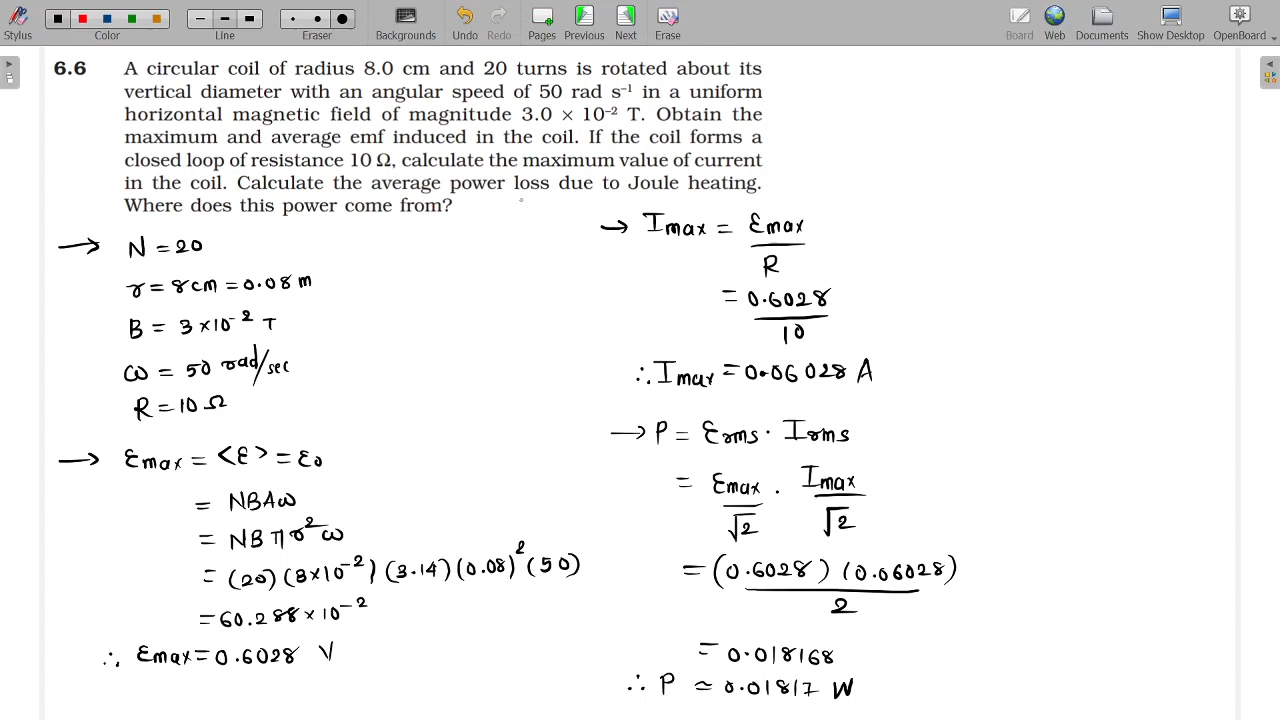 Stylus Color Line Eraser Backgrounds Undo Redo Pages Previous Next Erase Board Web Documents Show Desktop OpenBoard
6.6 A circular coil of radius 8.0 cm and 20 turns is rotated about its
vertical diameter with an angular speed of 50 rad s⁻¹ in a uniform
horizontal magnetic field of magnitude 3.0 × 10⁻² T. Obtain the
maximum and average emf induced in the coil. If the coil forms a
closed loop of resistance 10 Ω, calculate the maximum value of current
in the coil. Calculate the average power loss due to Joule heating.
Where does this power come from?
→ N = 20
r = 8cm = 0.08 m
B = 3 × 10⁻² T
ω = 50 rad/sec
R = 10 Ω
→ Emax = <E> = E₀
= NBAω
= NBπr²ω
= (20) (3×10⁻²) (3.14) (0.08)² (50)
= 60.288 × 10⁻²
∴ Emax = 0.6028 V
→ Imax = Emax
R
= 0.6028
10
∴ Imax = 0.06028 A
→ P = Erms · Irms
= Emax/√2 · Imax/√2
= (0.6028) (0.06028)
2
= 0.018168
∴ P ≃ 0.01817 W